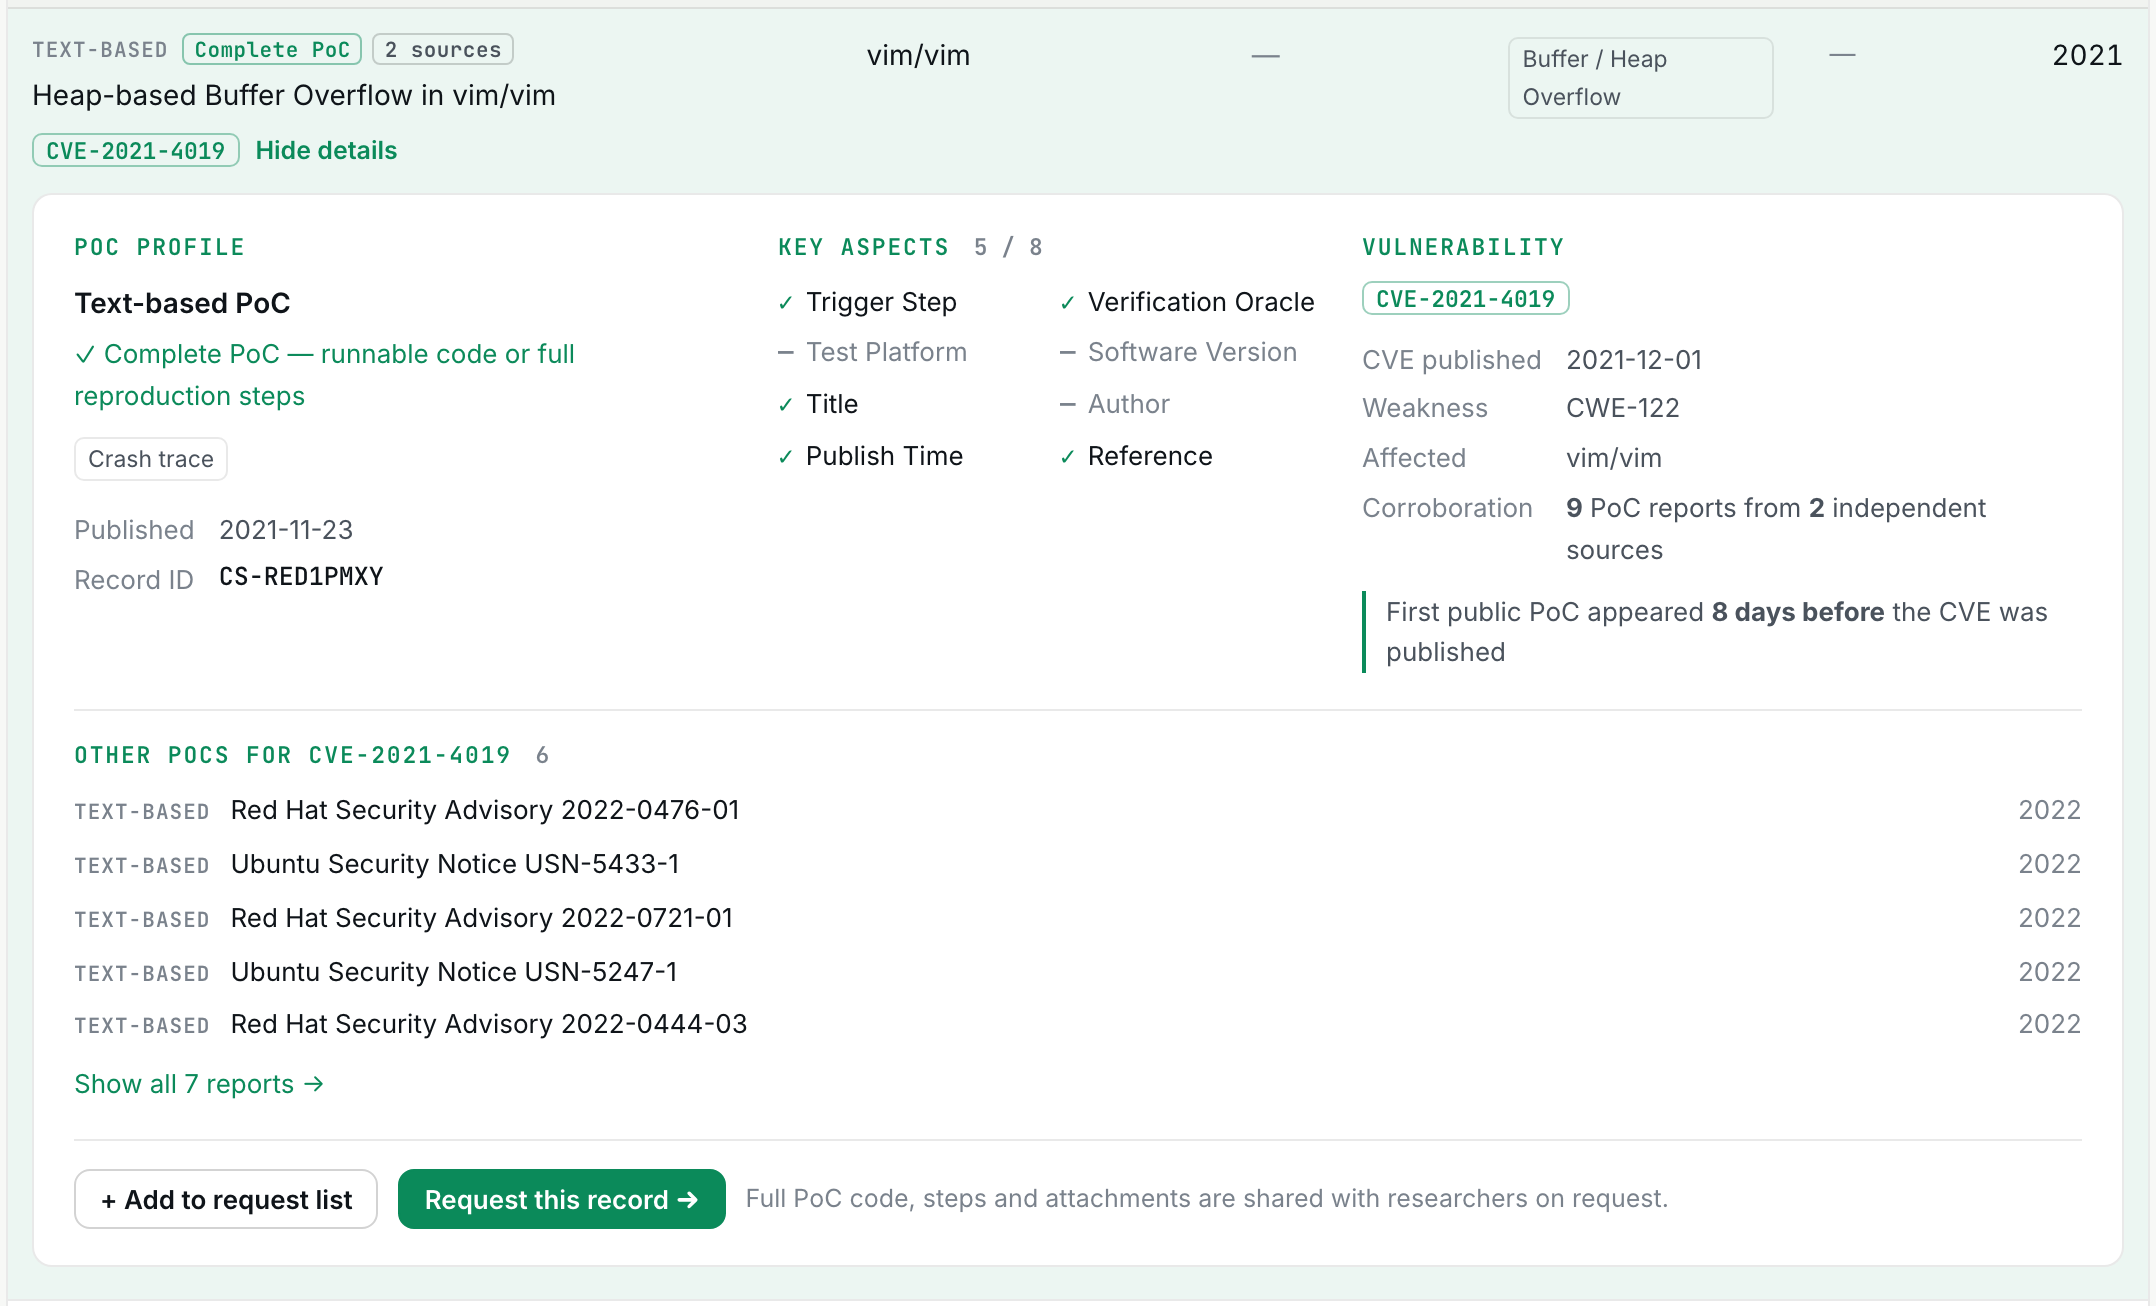 TEXT-BASED Complete PoC 2 sources
Heap-based Buffer Overflow in vim/vim
CVE-2021-4019 Hide details
vim/vim
—
Buffer / Heap
Overflow
—
2021
POC PROFILE
Text-based PoC
✓ Complete PoC — runnable code or full
reproduction steps
Crash trace
Published 2021-11-23
Record ID CS-RED1PMXY
KEY ASPECTS 5 / 8
✓ Trigger Step
✓ Verification Oracle
— Test Platform
— Software Version
✓ Title
— Author
✓ Publish Time
✓ Reference
VULNERABILITY
CVE-2021-4019
CVE published 2021-12-01
Weakness CWE-122
Affected vim/vim
Corroboration 9 PoC reports from 2 independent
sources
First public PoC appeared 8 days before the CVE was
published
OTHER POCS FOR CVE-2021-4019 6
TEXT-BASED Red Hat Security Advisory 2022-0476-01 2022
TEXT-BASED Ubuntu Security Notice USN-5433-1 2022
TEXT-BASED Red Hat Security Advisory 2022-0721-01 2022
TEXT-BASED Ubuntu Security Notice USN-5247-1 2022
TEXT-BASED Red Hat Security Advisory 2022-0444-03 2022
Show all 7 reports →
+ Add to request list
Request this record →
Full PoC code, steps and attachments are shared with researchers on request.